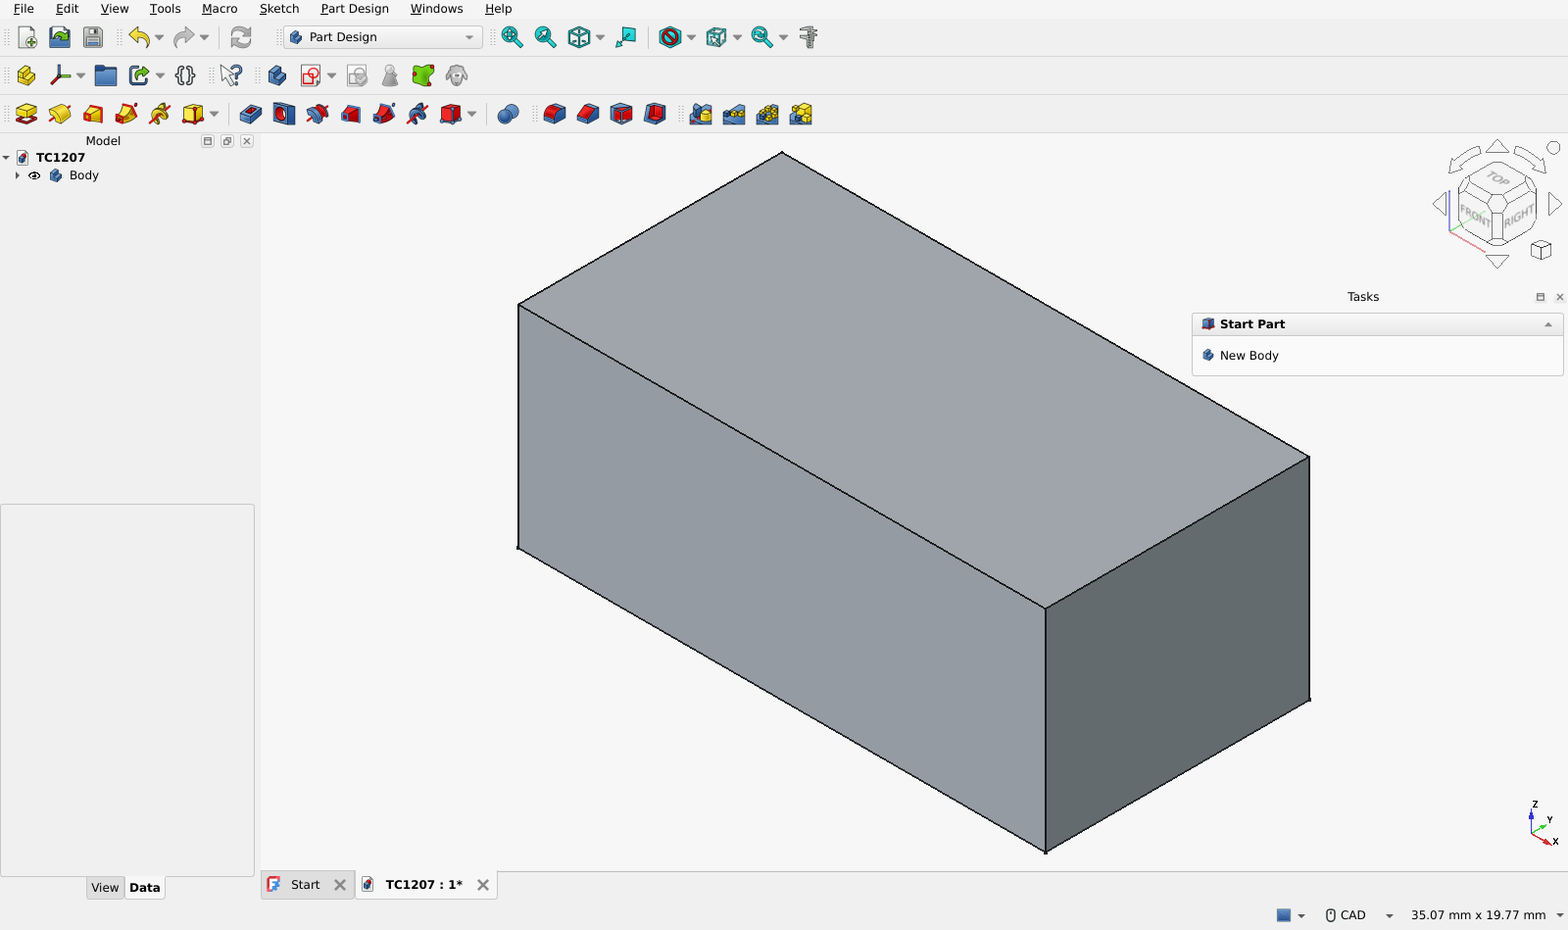 File Edit View Tools Macro Sketch Part Design Windows Help
Part Design
Model
TC1207
Body
TOP
FRONT
RIGHT
Tasks
Start Part
New Body
Z
Y
X
View Data
Start
TC1207 : 1*
CAD
35.07 mm x 19.77 mm